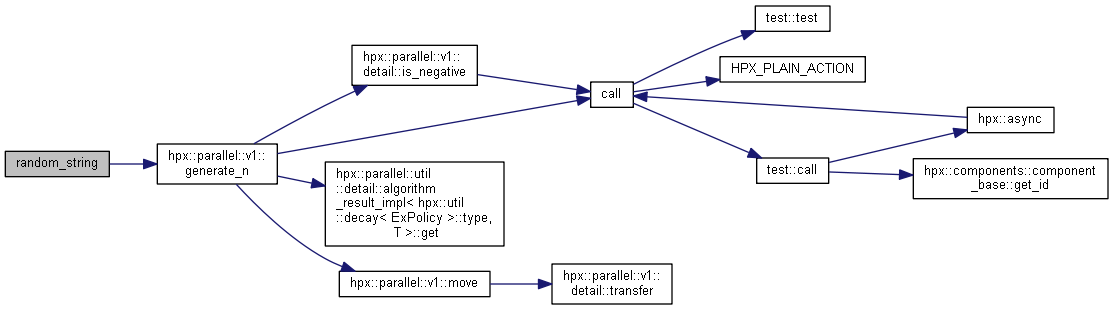 random_string
hpx::parallel::v1::
generate_n
hpx::parallel::v1::
detail::is_negative
hpx::parallel::util
::detail::algorithm
_result_impl< hpx::util
::decay< ExPolicy >::type,
T >::get
hpx::parallel::v1::move
call
hpx::parallel::v1::
detail::transfer
test::test
HPX_PLAIN_ACTION
test::call
hpx::async
hpx::components::component
_base::get_id